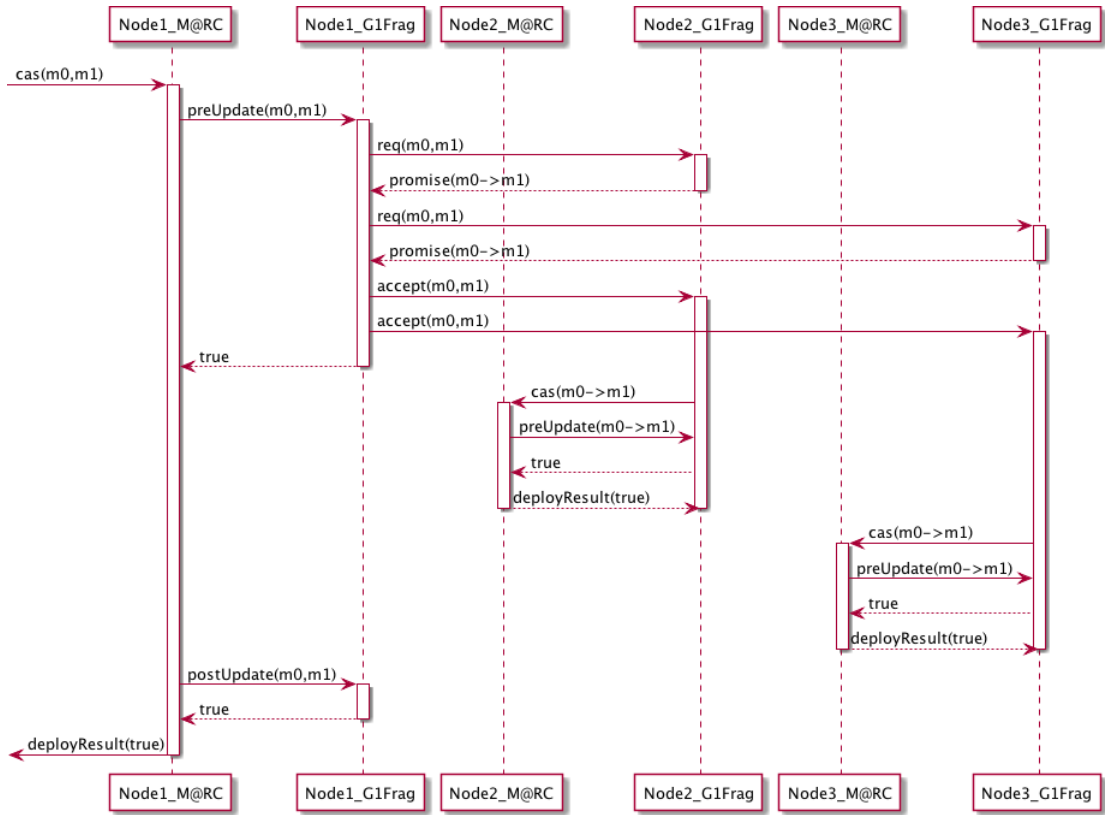 Node1_M@RC Node1_G1Frag Node2_M@RC Node2_G1Frag Node3_M@RC Node3_G1Frag
cas(m0,m1)
preUpdate(m0,m1)
req(m0,m1)
promise(m0->m1)
req(m0,m1)
promise(m0->m1)
accept(m0,m1)
accept(m0,m1)
true
cas(m0->m1)
preUpdate(m0->m1)
true
deployResult(true)
cas(m0->m1)
preUpdate(m0->m1)
true
deployResult(true)
postUpdate(m0,m1)
true
deployResult(true)
Node1_M@RC Node1_G1Frag Node2_M@RC Node2_G1Frag Node3_M@RC Node3_G1Frag